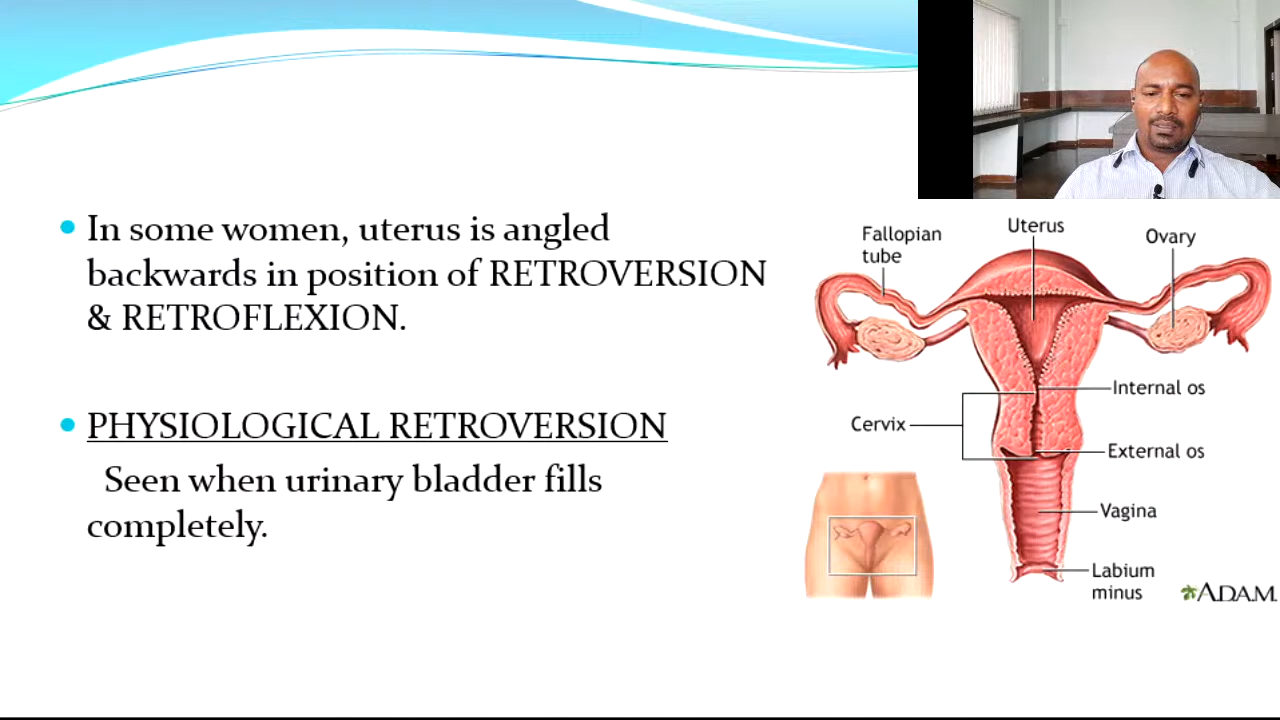 In some women, uterus is angled
backwards in position of RETROVERSION
& RETROFLEXION.
PHYSIOLOGICAL RETROVERSION
Seen when urinary bladder fills
completely.
Fallopian
tube
Uterus
Ovary
Internal os
Cervix
External os
Vagina
Labium
minus
A.D.A.M.